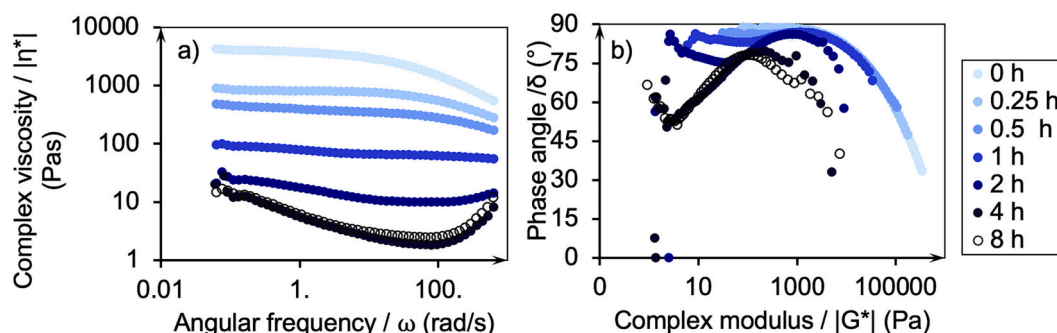 Complex viscosity / |η*|
(Pas)
10000
1000
100
10
1
a)
0.01
1.
100.
Angular frequency / ω (rad/s)
Phase angle /δ (°)
90
75
60
45
30
15
0
b)
0
10
1000
100000
Complex modulus / |G*| (Pa)
0 h
0.25 h
0.5 h
1 h
2 h
4 h
8 h